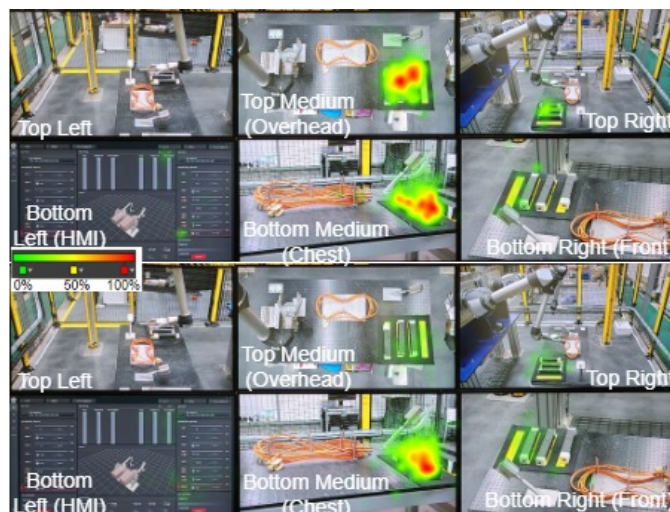 Top Left
Top Medium
(Overhead)
Top Right
Bottom
Left (HMI)
Bottom Medium
(Chest)
Bottom Right (Front)
0% 50% 100%
Top Left
Top Medium
(Overhead)
Top Right
Bottom
Left (HMI)
Bottom Medium
(Chest)
Bottom Right (Front)